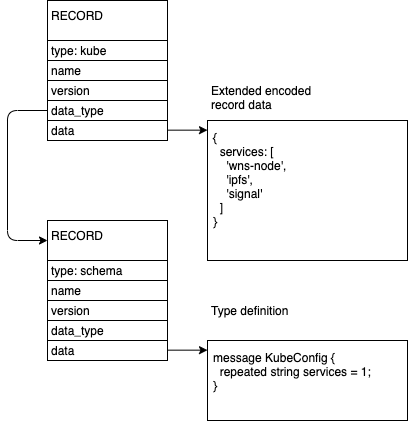 RECORD
type: kube
name
version
data_type
data
Extended encoded
record data
{
services: [
'wns-node',
'ipfs',
'signal'
]
}
RECORD
type: schema
name
version
data_type
data
Type definition
message KubeConfig {
repeated string services = 1;
}